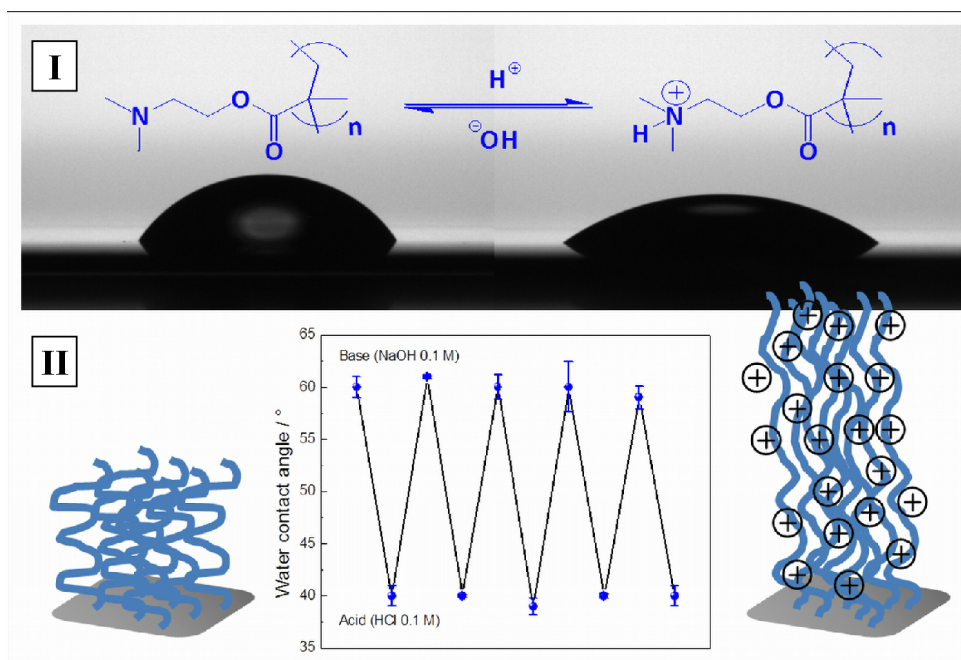 I
N
O
O
n
H⊕
⊖OH
⊕
N
H
O
O
n
II
65
60
55
50
45
40
35
Water contact angle / °
Base (NaOH 0.1 M)
Acid (HCl 0.1 M)
+ + + + + + + + + + + + + + + + + + + +